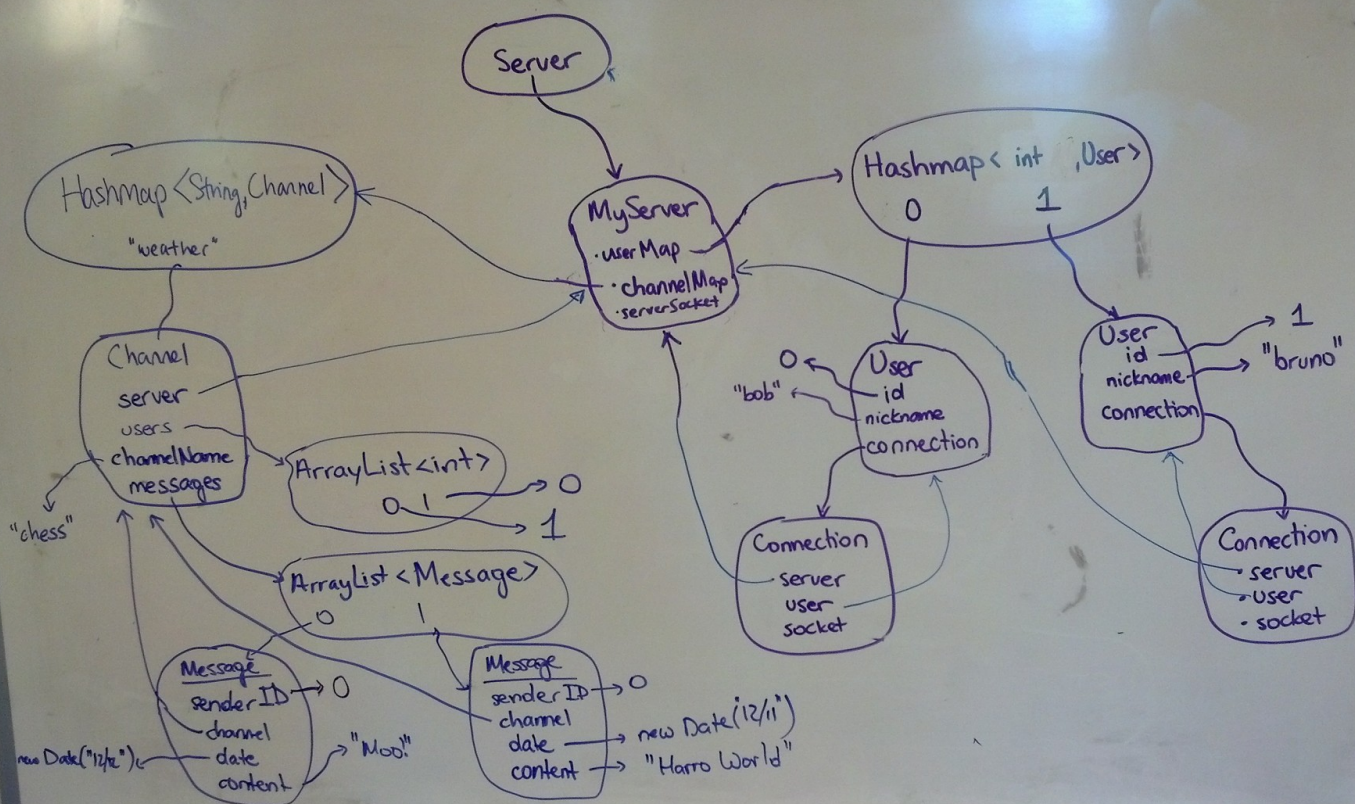 Server
Hashmap <String, Channel>
"weather"
MyServer
·userMap
·channelMap
·serverSocket
Hashmap< int ,User>
0 1
Channel
server
users
channelName
messages
"chess"
ArrayList<int>
0 1
0
1
ArrayList <Message>
0 1
Message
senderID
channel
date
content
0
new Date("12/12")
"Moo!"
Message
senderID
channel
date
content
0
new Date("12/11")
"Harro World"
User
id
nickname
connection
0
"bob"
Connection
server
user
socket
User
id
nickname
connection
1
"bruno"
Connection
· server
· user
· socket